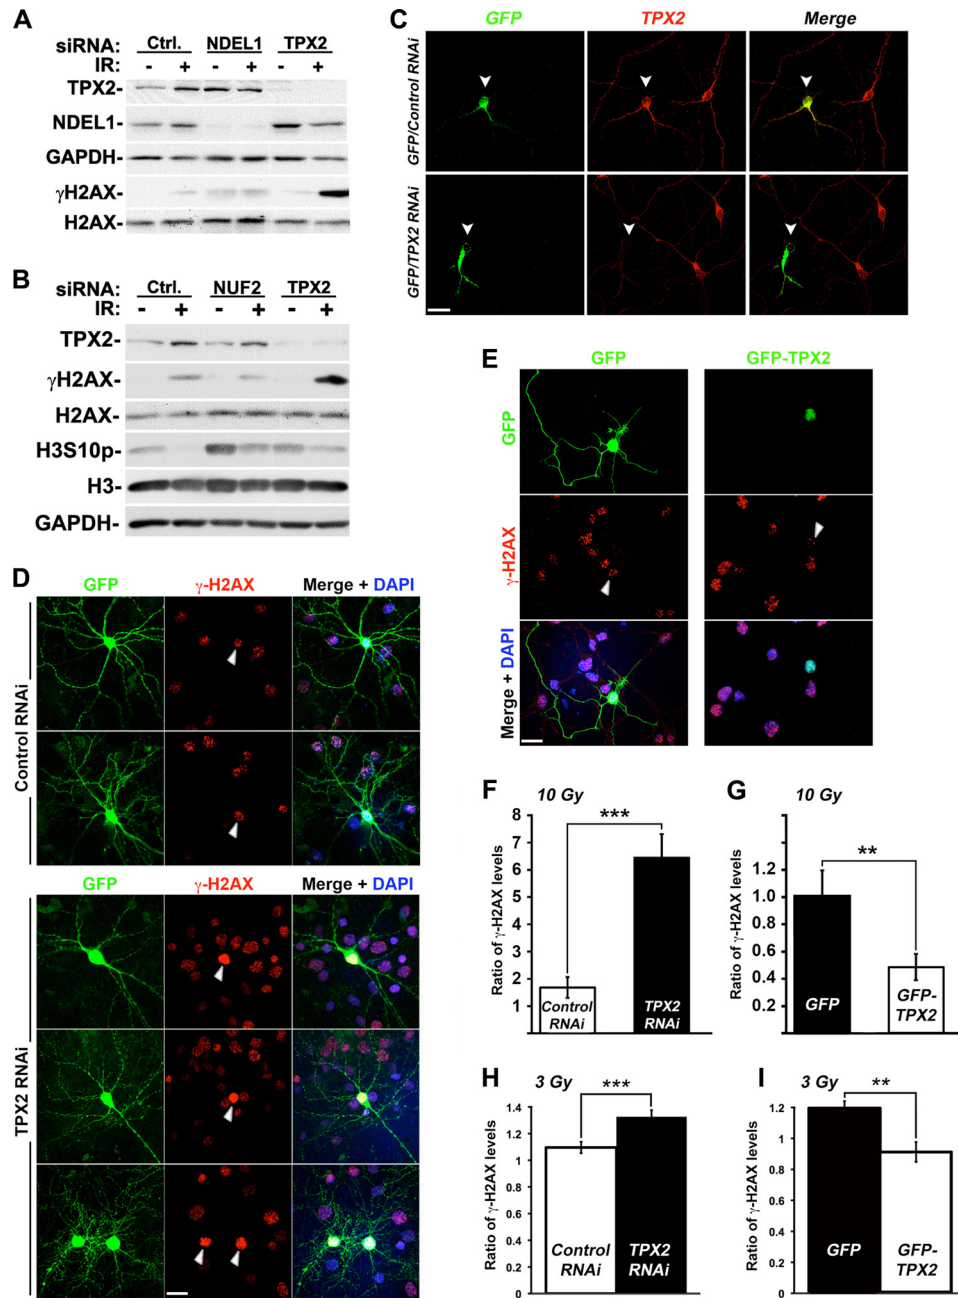 A
siRNA: Ctrl. NDEL1 TPX2
IR: - + - + - +
TPX2-
NDEL1-
GAPDH-
γH2AX-
H2AX-
B
siRNA: Ctrl. NUF2 TPX2
IR: - + - + - +
TPX2-
γH2AX-
H2AX-
H3S10p-
H3-
GAPDH-
C
GFP TPX2 Merge
GFP/Control RNAi
GFP/TPX2 RNAi
D
GFP γ-H2AX Merge + DAPI
Control RNAi
GFP γ-H2AX Merge + DAPI
TPX2 RNAi
E
GFP GFP-TPX2
GFP
γ-H2AX
Merge + DAPI
F
10 Gy
Ratio of γ-H2AX levels
8
7
6
5
4
3
2
1
***
Control RNAi
TPX2 RNAi
G
10 Gy
Ratio of γ-H2AX levels
1.2
1.0
0.8
0.6
0.4
0.2
**
GFP
GFP-TPX2
H
3 Gy
Ratio of γ-H2AX levels
1.4
1.2
1
0.8
0.6
0.4
0.2
0
***
Control RNAi
TPX2 RNAi
I
3 Gy
Ratio of γ-H2AX levels
1.2
1
0.8
0.6
0.4
0.2
0
**
GFP
GFP-TPX2